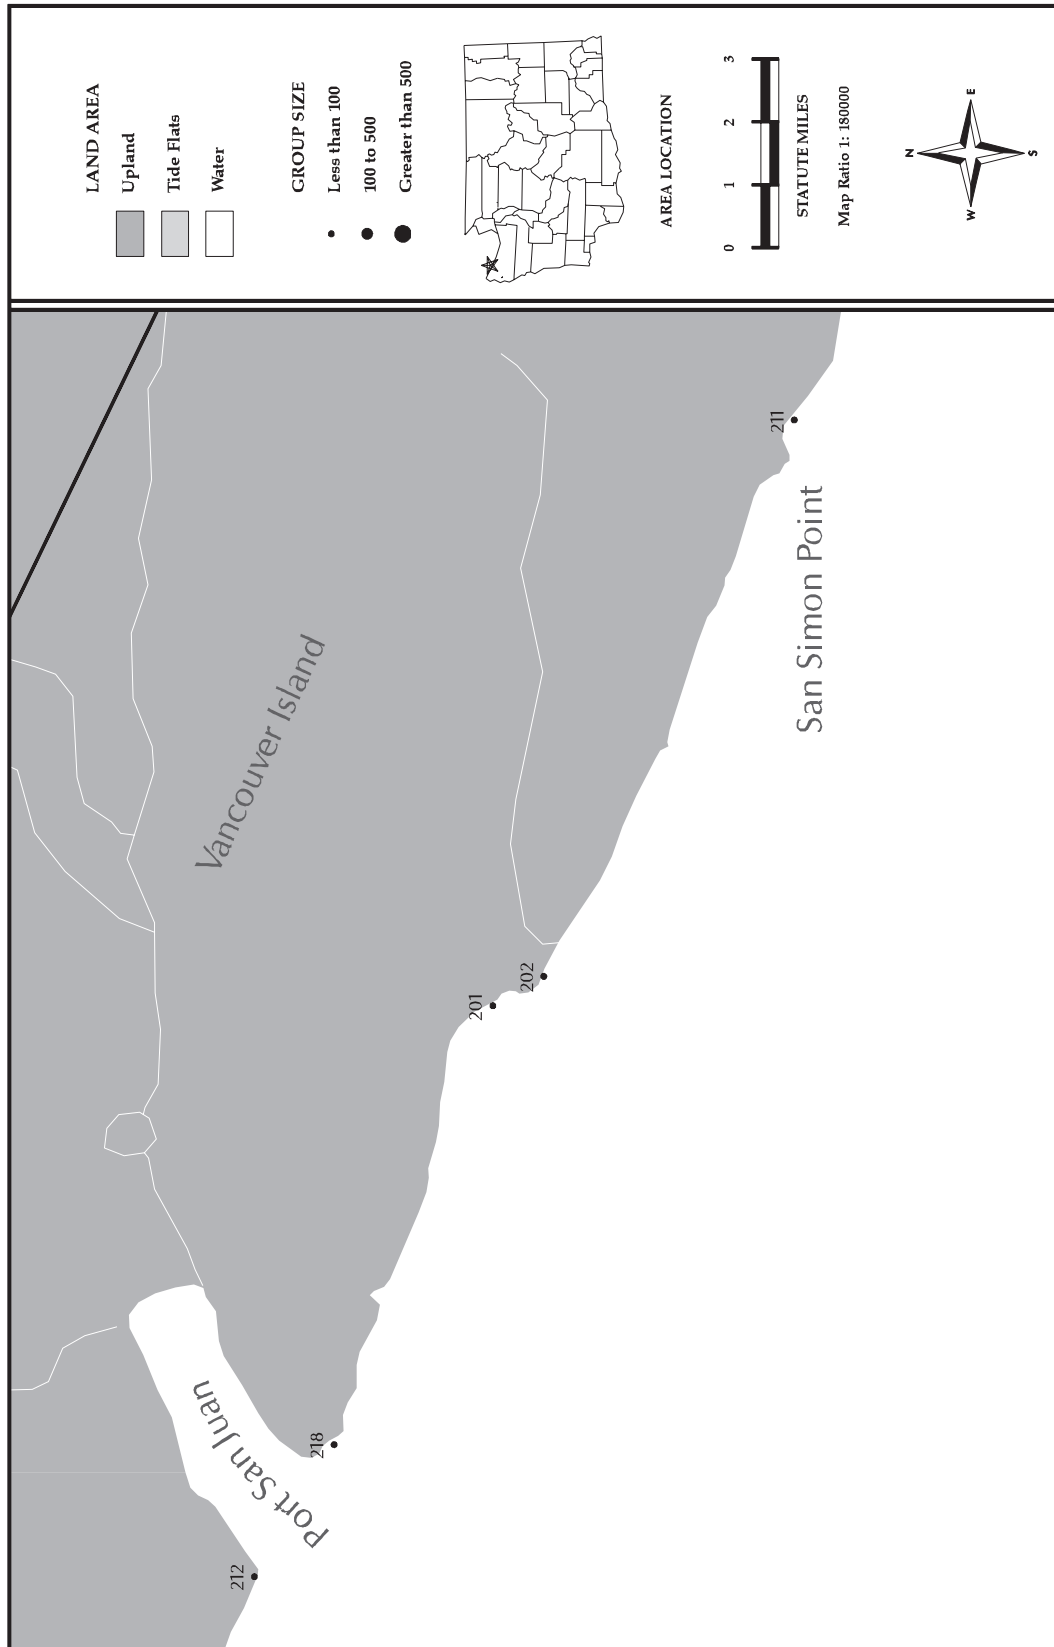 LAND AREA
Upland
Tide Flats
Water
GROUP SIZE
Less than 100
100 to 500
Greater than 500
AREA LOCATION
0 1 2 3
STATUTE MILES
Map Ratio 1: 180000
N
W E
S
Vancouver Island
Port San Juan
San Simon Point
212
218
201
202
211